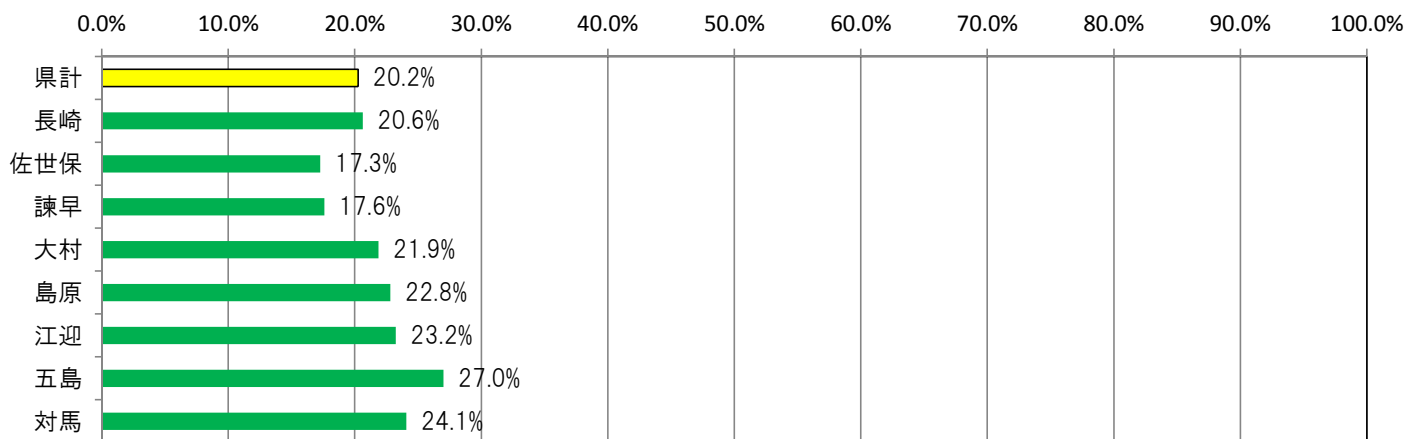 0.0% 10.0% 20.0% 30.0% 40.0% 50.0% 60.0% 70.0% 80.0% 90.0% 100.0%
県計 20.2%
長崎 20.6%
佐世保 17.3%
諫早 17.6%
大村 21.9%
島原 22.8%
江迎 23.2%
五島 27.0%
対馬 24.1%